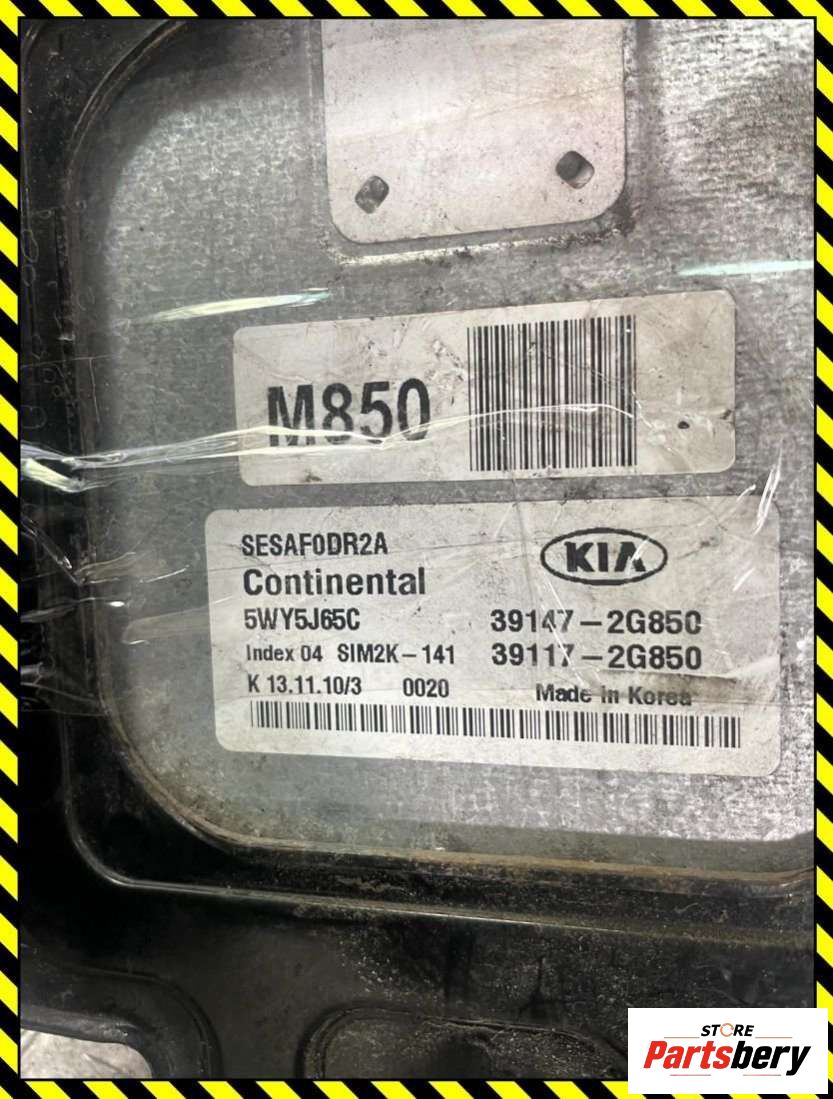 M850
SESAF0DR2A
KIA
Continental
5WY5J65C 39147-2G850
Index 04 SIM2K-141 39117-2G850
K 13.11.10/3 0020 Made in Korea
STORE
Partsbery